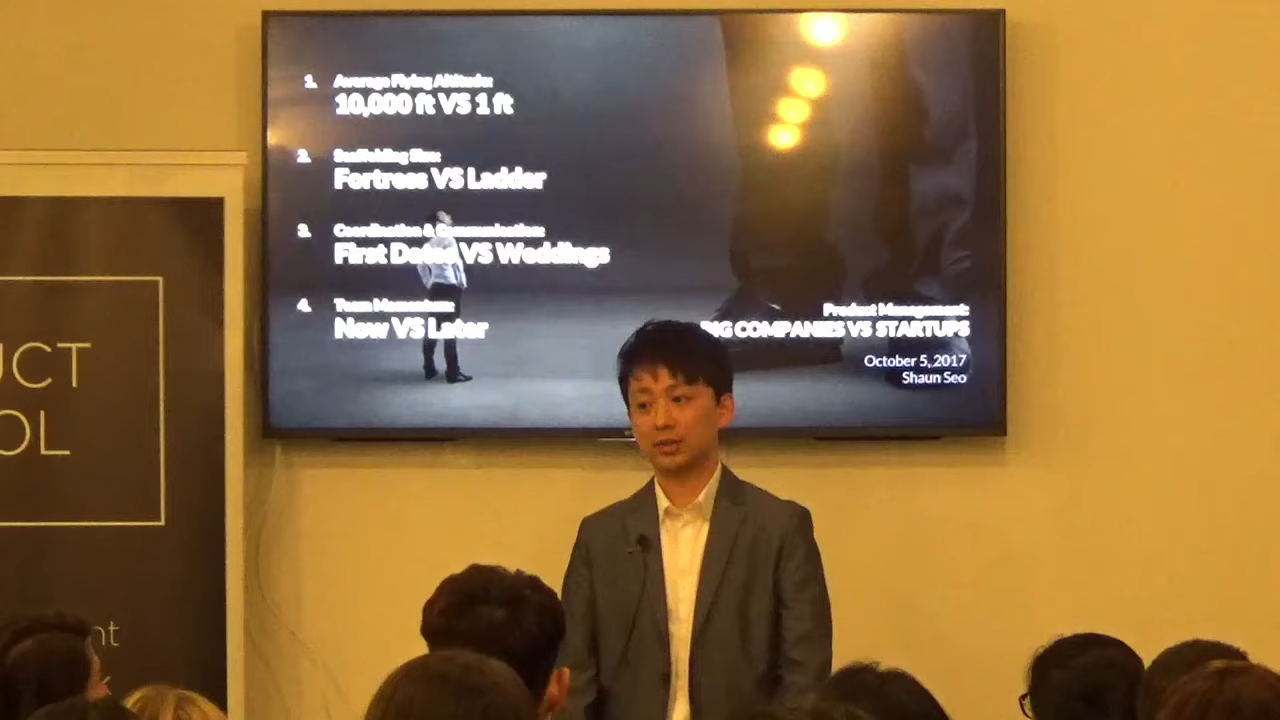 1. Average Flying Altitude:
10,000 ft VS 1 ft
2. Scaffolding Size:
Fortress VS Ladder
3. Coordination & Communication:
First Dates VS Weddings
4. Team Momentum:
Now VS Later
Product Management:
BIG COMPANIES VS STARTUPS
October 5, 2017
Shaun Seo
UCT
OL
nt